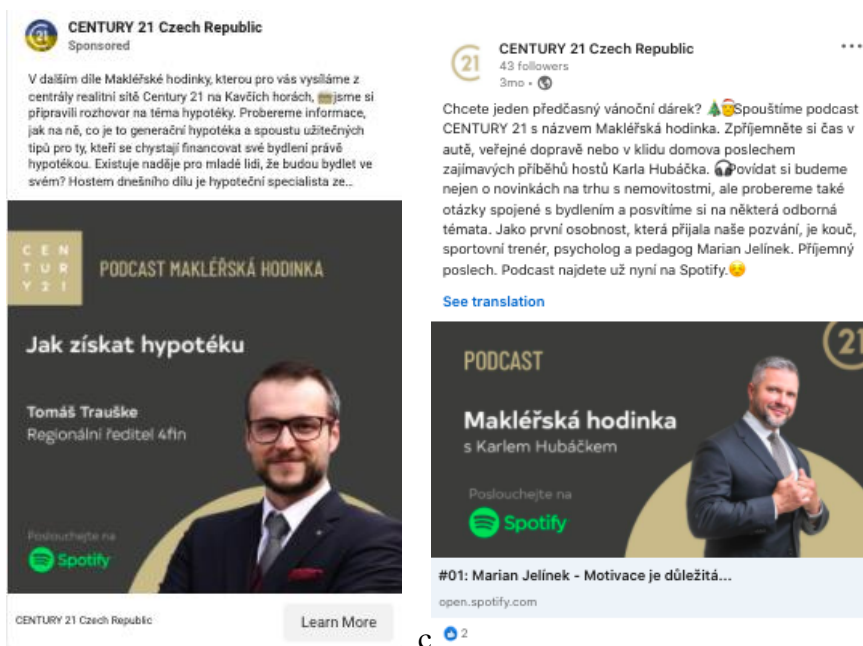 CENTURY 21 Czech Republic
Sponsored
V dalším díle Makléřské hodinky, kterou pro vás vysíláme z
centrály realitní sítě Century 21 na Kavčích horách, jsme si
připravili rozhovor na téma hypotéky. Probereme informace,
jak na ně, co je to generační hypotéka a spoustu užitečných
tipů pro ty, kteří se chystají financovat své bydlení právě
hypotékou. Existuje naděje pro mladé lidi, že budou bydlet ve
svém? Hostem dnešního dílu je hypoteční specialista ze...
CEN
TUR
Y21
PODCAST MAKLÉŘSKÁ HODINKA
Jak získat hypotéku
Tomáš Trauške
Regionální ředitel 4fin
Poslouchejte na
Spotify
CENTURY 21 Czech Republic
Learn More
c
21
CENTURY 21 Czech Republic
43 followers
3mo •
Chcete jeden předčasný vánoční dárek? 🎄🎅Spouštíme podcast
CENTURY 21 s názvem Makléřská hodinka. Zpříjemněte si čas v
autě, veřejné dopravě nebo v klidu domova poslechem
zajímavých příběhů hostů Karla Hubáčka. 🎧Povídat si budeme
nejen o novinkách na trhu s nemovitostmi, ale probereme také
otázky spojené s bydlením a posvítíme si na některá odborná
témata. Jako první osobnost, která přijala naše pozvání, je kouč,
sportovní trenér, psycholog a pedagog Marian Jelínek. Příjemný
poslech. Podcast najdete už nyní na Spotify.☺️
See translation
21
PODCAST
Makléřská hodinka
s Karlem Hubáčkem
Poslouchejte na
Spotify
#01: Marian Jelínek - Motivace je důležitá...
open.spotify.com
2